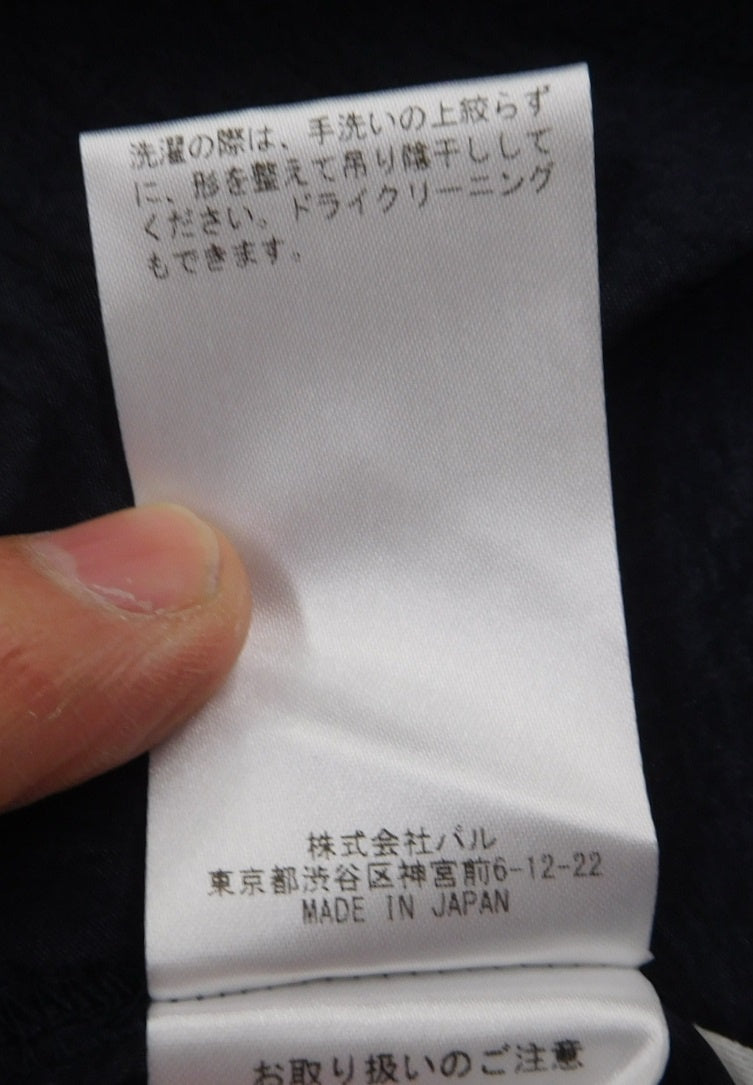 洗濯の際は、手洗いの上絞らず
に、形を整えて吊り陰干しして
ください。ドライクリーニング
もできます。
株式会社パル
東京都渋谷区神宮前6-12-22
MADE IN JAPAN
お取り扱いのご注意